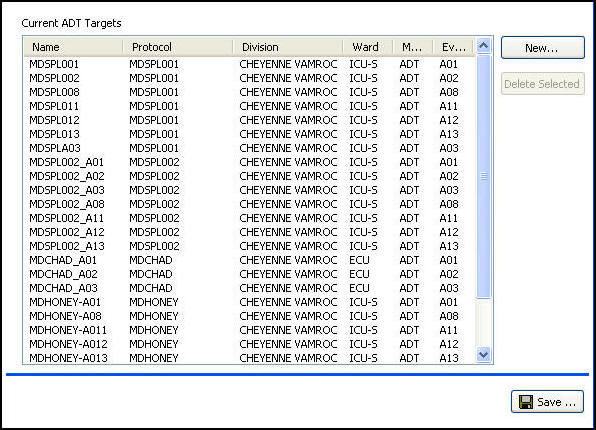 Current ADT Targets
Name Protocol Division Ward M... Ev...
New...
MDSPL001 MDSPL001 CHEYENNE VAMROC ICU-S ADT A01
MDSPL002 MDSPL001 CHEYENNE VAMROC ICU-S ADT A02
Delete Selected
MDSPL008 MDSPL001 CHEYENNE VAMROC ICU-S ADT A08
MDSPL011 MDSPL001 CHEYENNE VAMROC ICU-S ADT A11
MDSPL012 MDSPL001 CHEYENNE VAMROC ICU-S ADT A12
MDSPL013 MDSPL001 CHEYENNE VAMROC ICU-S ADT A13
MDSPLA03 MDSPL001 CHEYENNE VAMROC ICU-S ADT A03
MDSPL002_A01 MDSPL002 CHEYENNE VAMROC ICU-S ADT A01
MDSPL002_A02 MDSPL002 CHEYENNE VAMROC ICU-S ADT A02
MDSPL002_A03 MDSPL002 CHEYENNE VAMROC ICU-S ADT A03
MDSPL002_A08 MDSPL002 CHEYENNE VAMROC ICU-S ADT A08
MDSPL002_A11 MDSPL002 CHEYENNE VAMROC ICU-S ADT A11
MDSPL002_A12 MDSPL002 CHEYENNE VAMROC ICU-S ADT A12
MDSPL002_A13 MDSPL002 CHEYENNE VAMROC ICU-S ADT A13
MDCHAD_A01 MDCHAD CHEYENNE VAMROC ECU ADT A01
MDCHAD_A02 MDCHAD CHEYENNE VAMROC ECU ADT A02
MDCHAD_A03 MDCHAD CHEYENNE VAMROC ECU ADT A03
MDHONEY-A01 MDHONEY CHEYENNE VAMROC ICU-S ADT A01
MDHONEY-A08 MDHONEY CHEYENNE VAMROC ICU-S ADT A08
MDHONEY-A011 MDHONEY CHEYENNE VAMROC ICU-S ADT A11
MDHONEY-A012 MDHONEY CHEYENNE VAMROC ICU-S ADT A12
MDHONEY-A013 MDHONEY CHEYENNE VAMROC ICU-S ADT A13
Save ...